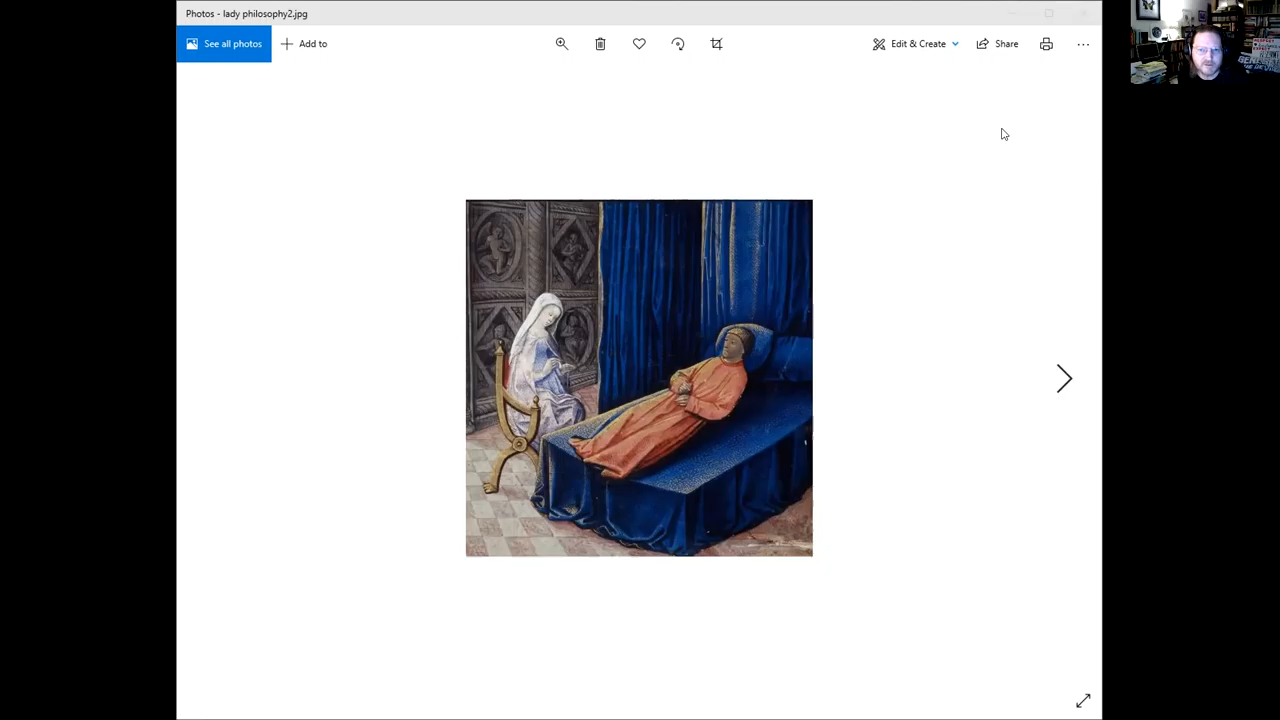 Photos - lady philosophy2.jpg
See all photos
Add to
Edit & Create
Share